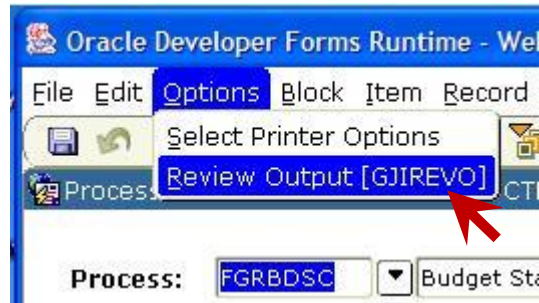 Oracle Developer Forms Runtime - Web
File Edit Options Block Item Record
Select Printer Options
Review Output [GJIREVO]
Process:
FGRBDSC
Budget Sta